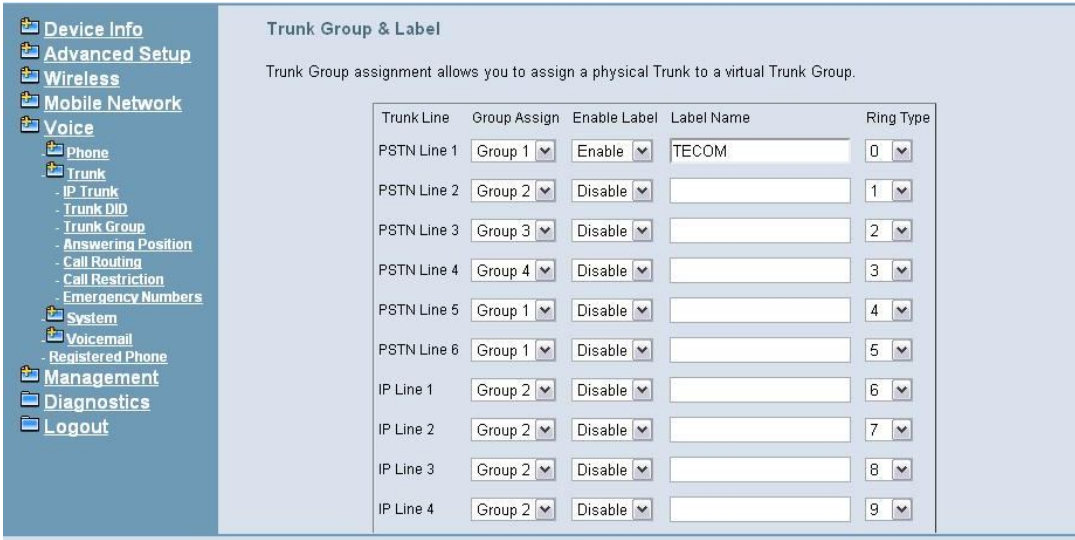 Device Info
Advanced Setup
Wireless
Mobile Network
Voice
Phone
Trunk
- IP Trunk
- Trunk DID
- Trunk Group
- Answering Position
- Call Routing
- Call Restriction
- Emergency Numbers
System
Voicemail
- Registered Phone
Management
Diagnostics
Logout
Trunk Group & Label
Trunk Group assignment allows you to assign a physical Trunk to a virtual Trunk Group.
Trunk Line Group Assign Enable Label Label Name Ring Type
PSTN Line 1 Group 1 Enable TECOM 0
PSTN Line 2 Group 2 Disable 1
PSTN Line 3 Group 3 Disable 2
PSTN Line 4 Group 4 Disable 3
PSTN Line 5 Group 1 Disable 4
PSTN Line 6 Group 1 Disable 5
IP Line 1 Group 2 Disable 6
IP Line 2 Group 2 Disable 7
IP Line 3 Group 2 Disable 8
IP Line 4 Group 2 Disable 9